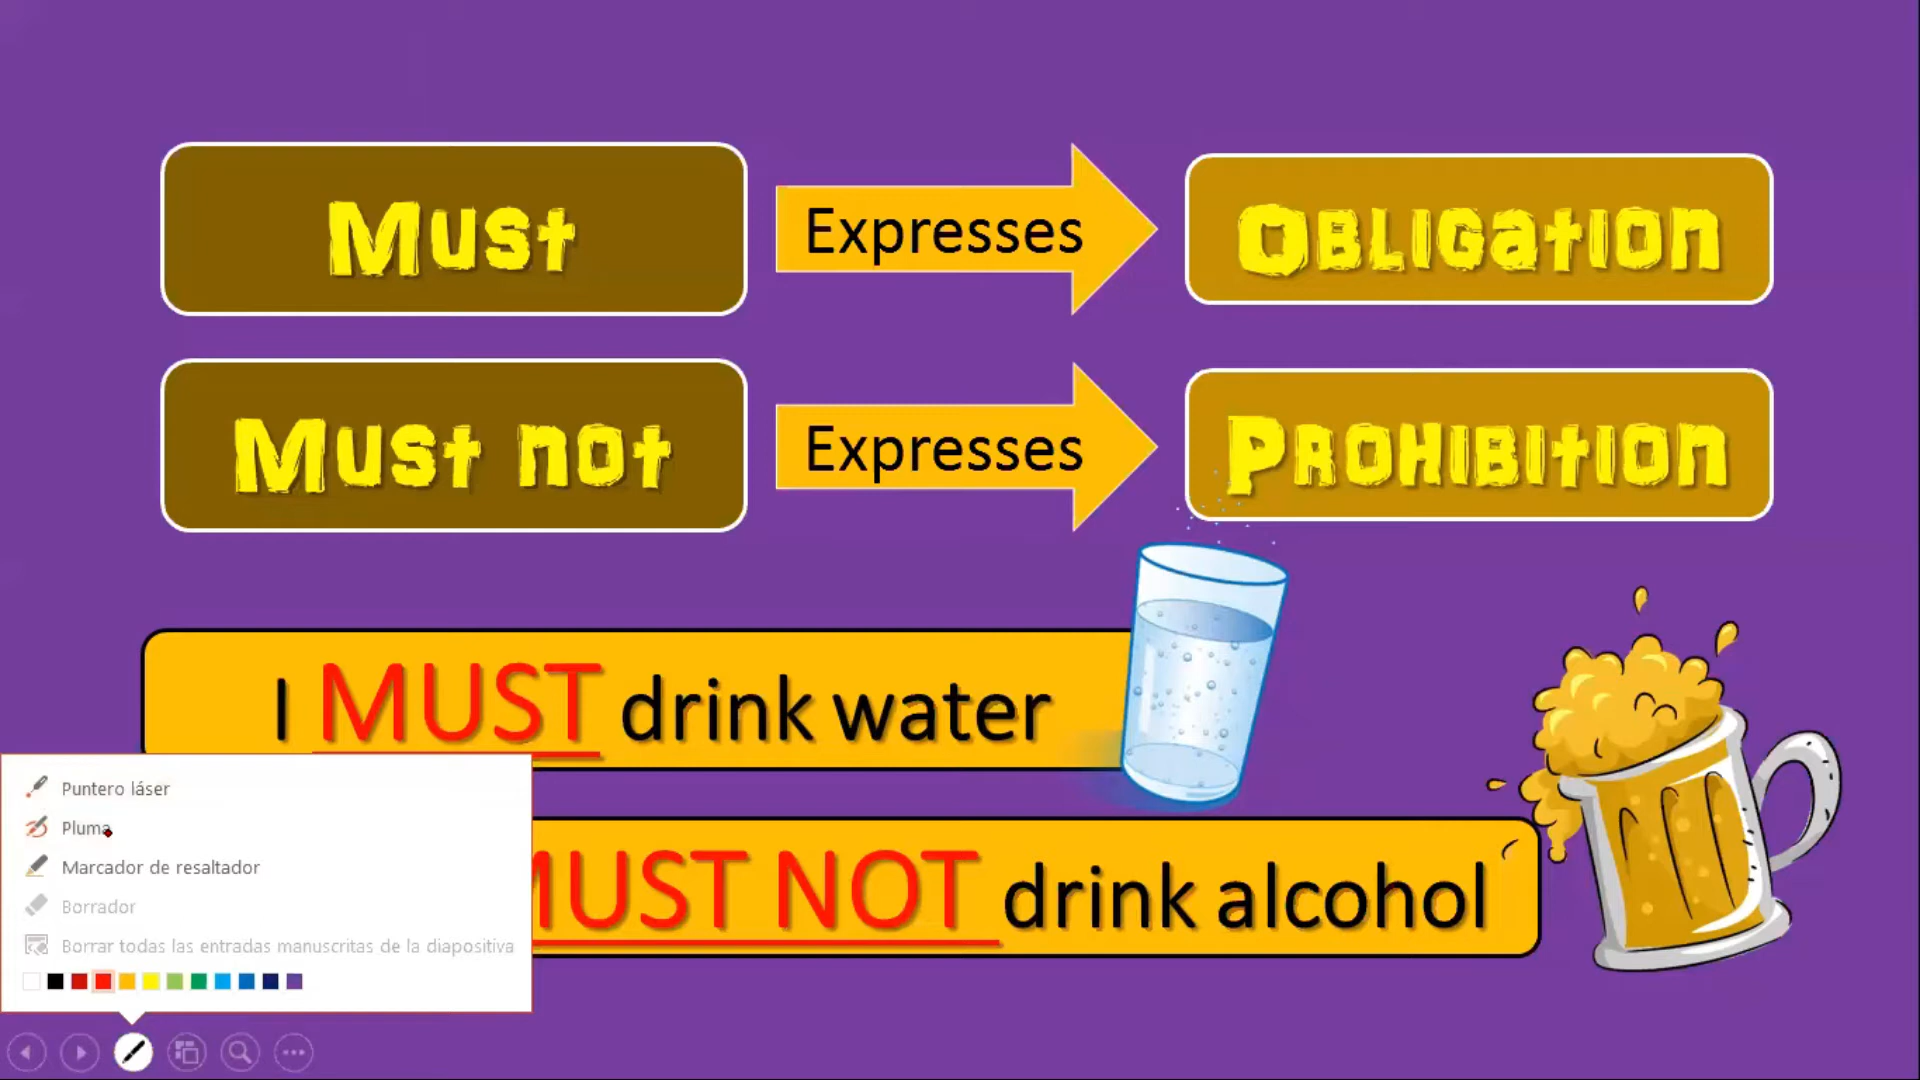 Must
Expresses
Obligation
Must not
Expresses
Prohibition
I MUST drink water
MUST NOT drink alcohol
Puntero láser
Pluma
Marcador de resaltador
Borrador
Borrar todas las entradas manuscritas de la diapositiva